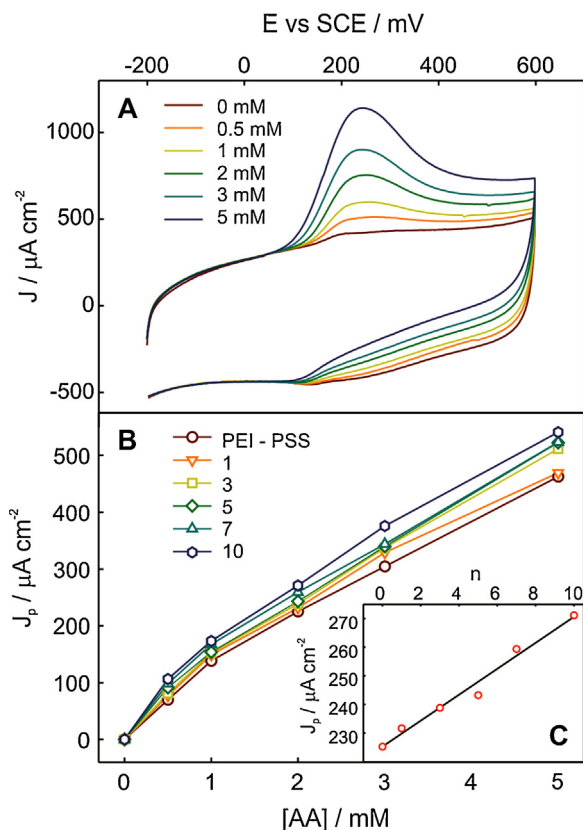 E vs SCE / mV
-200 0 200 400 600
A
0 mM
0.5 mM
1 mM
2 mM
3 mM
5 mM
1000
500
0
-500
J / µA cm-2
B
PEI - PSS
1
3
5
7
10
500
400
300
200
100
0
Jp / µA cm-2
0 1 2 3 4 5
[AA] / mM
0 2 4 6 8 10
n
270
260
250
240
230
Jp / µA cm-2
C